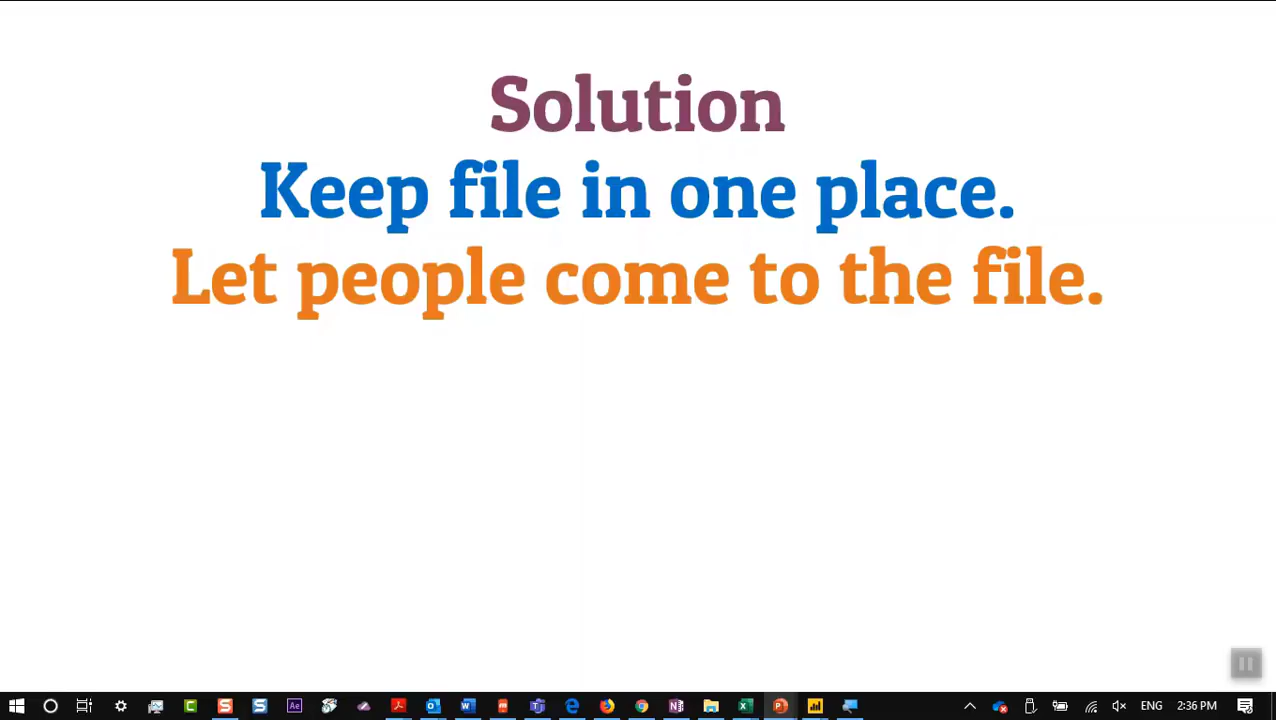 Solution
Keep file in one place.
Let people come to the file.
ENG
2:36 PM